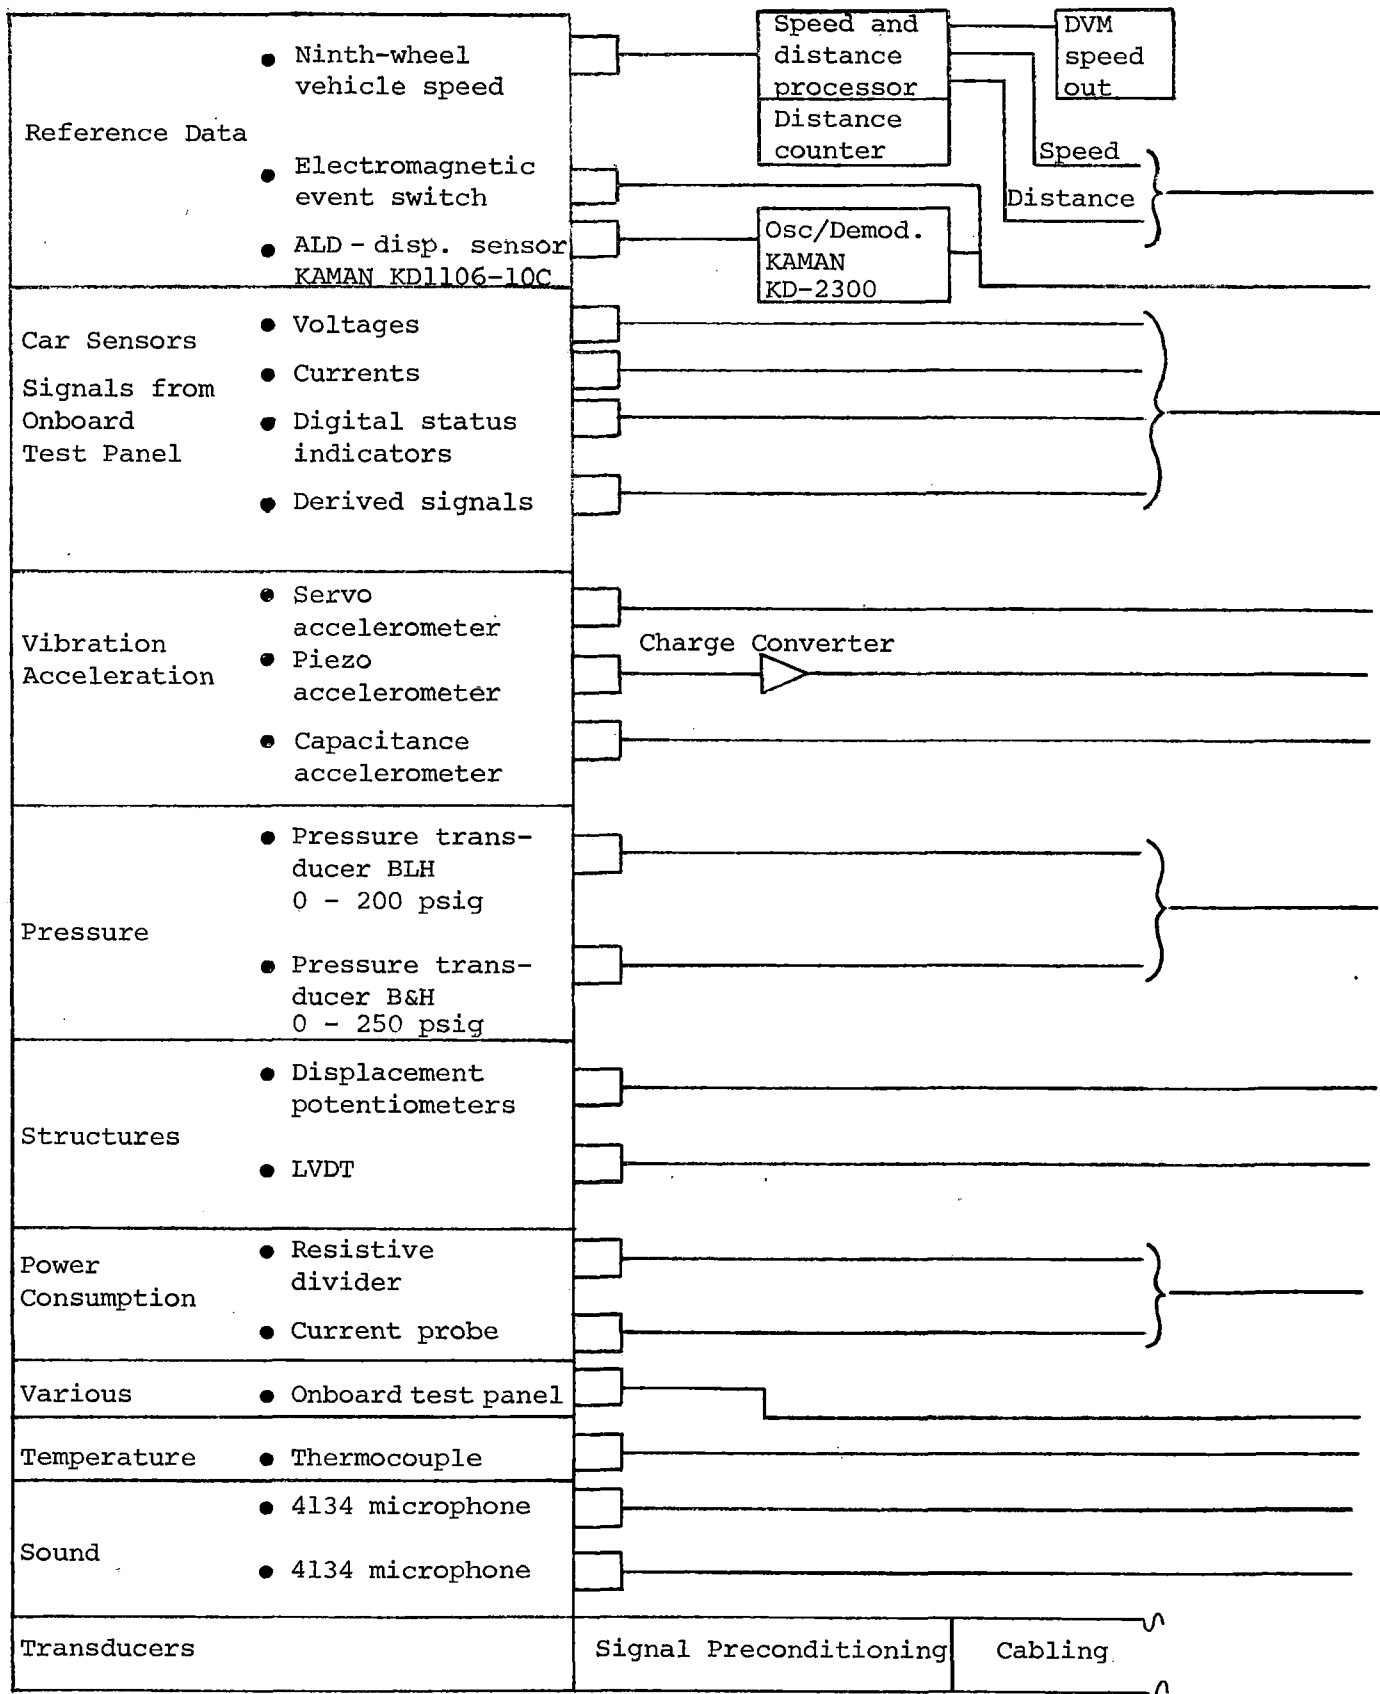 Reference Data
● Ninth-wheel
vehicle speed
● Electromagnetic
event switch
● ALD - disp. sensor
KAMAN KD1106-10C
Speed and
distance
processor
Distance
counter
DVM
speed
out
Speed
Distance
Osc/Demod.
KAMAN
KD-2300
Car Sensors
Signals from
Onboard
Test Panel
● Voltages
● Currents
● Digital status
indicators
● Derived signals
Vibration
Acceleration
● Servo
accelerometer
● Piezo
accelerometer
● Capacitance
accelerometer
Charge Converter
Pressure
● Pressure trans-
ducer BLH
0 - 200 psig
● Pressure trans-
ducer B&H
0 - 250 psig
Structures
● Displacement
potentiometers
● LVDT
Power
Consumption
● Resistive
divider
● Current probe
Various
● Onboard test panel
Temperature
● Thermocouple
Sound
● 4134 microphone
● 4134 microphone
Transducers
Signal Preconditioning
Cabling